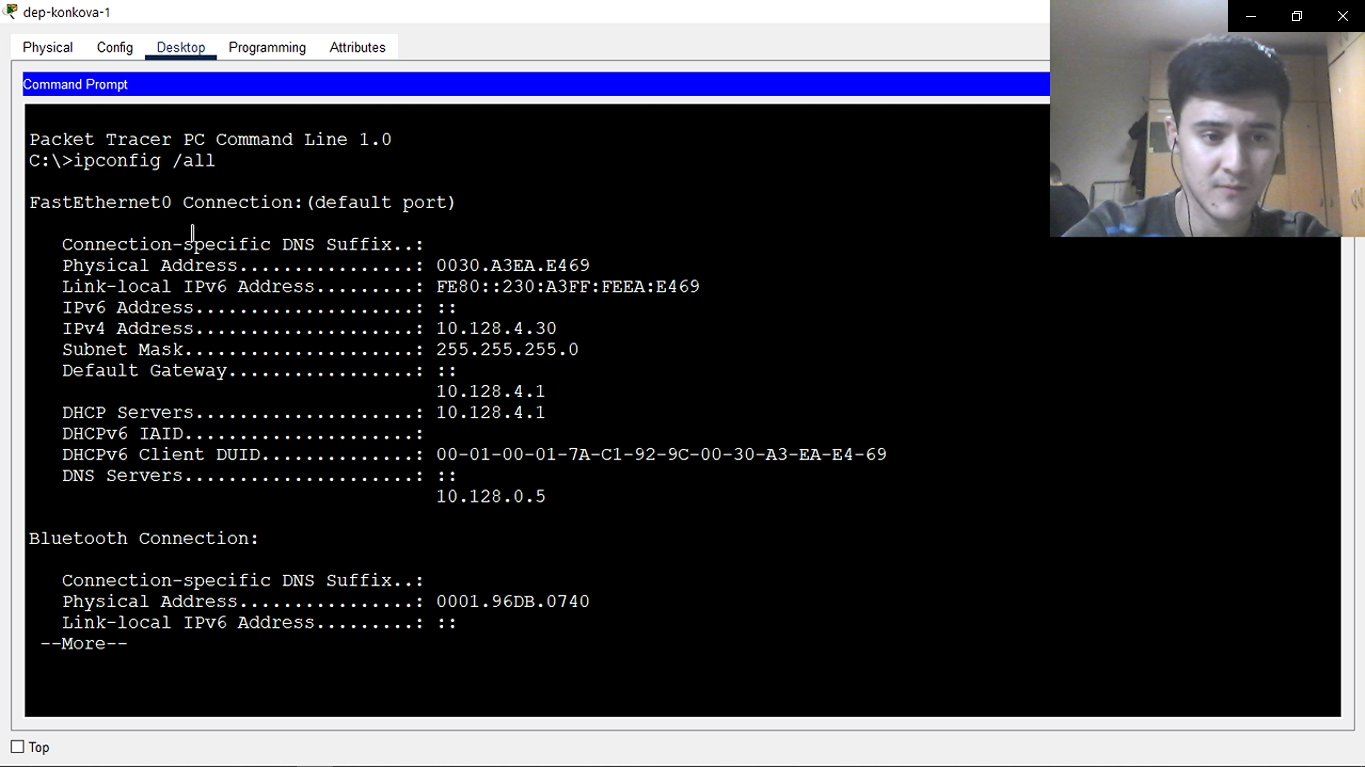 dep-konkova-1
Physical Config Desktop Programming Attributes
Command Prompt
Packet Tracer PC Command Line 1.0
C:\>ipconfig /all
FastEthernet0 Connection:(default port)
Connection-specific DNS Suffix..:
Physical Address................: 0030.A3EA.E469
Link-local IPv6 Address.........: FE80::230:A3FF:FEEA:E469
IPv6 Address....................: ::
IPv4 Address....................: 10.128.4.30
Subnet Mask.....................: 255.255.255.0
Default Gateway.................: ::
10.128.4.1
DHCP Servers....................: 10.128.4.1
DHCPv6 IAID.....................:
DHCPv6 Client DUID..............: 00-01-00-01-7A-C1-92-9C-00-30-A3-EA-E4-69
DNS Servers.....................: ::
10.128.0.5
Bluetooth Connection:
Connection-specific DNS Suffix..:
Physical Address................: 0001.96DB.0740
Link-local IPv6 Address.........: ::
--More--
Top